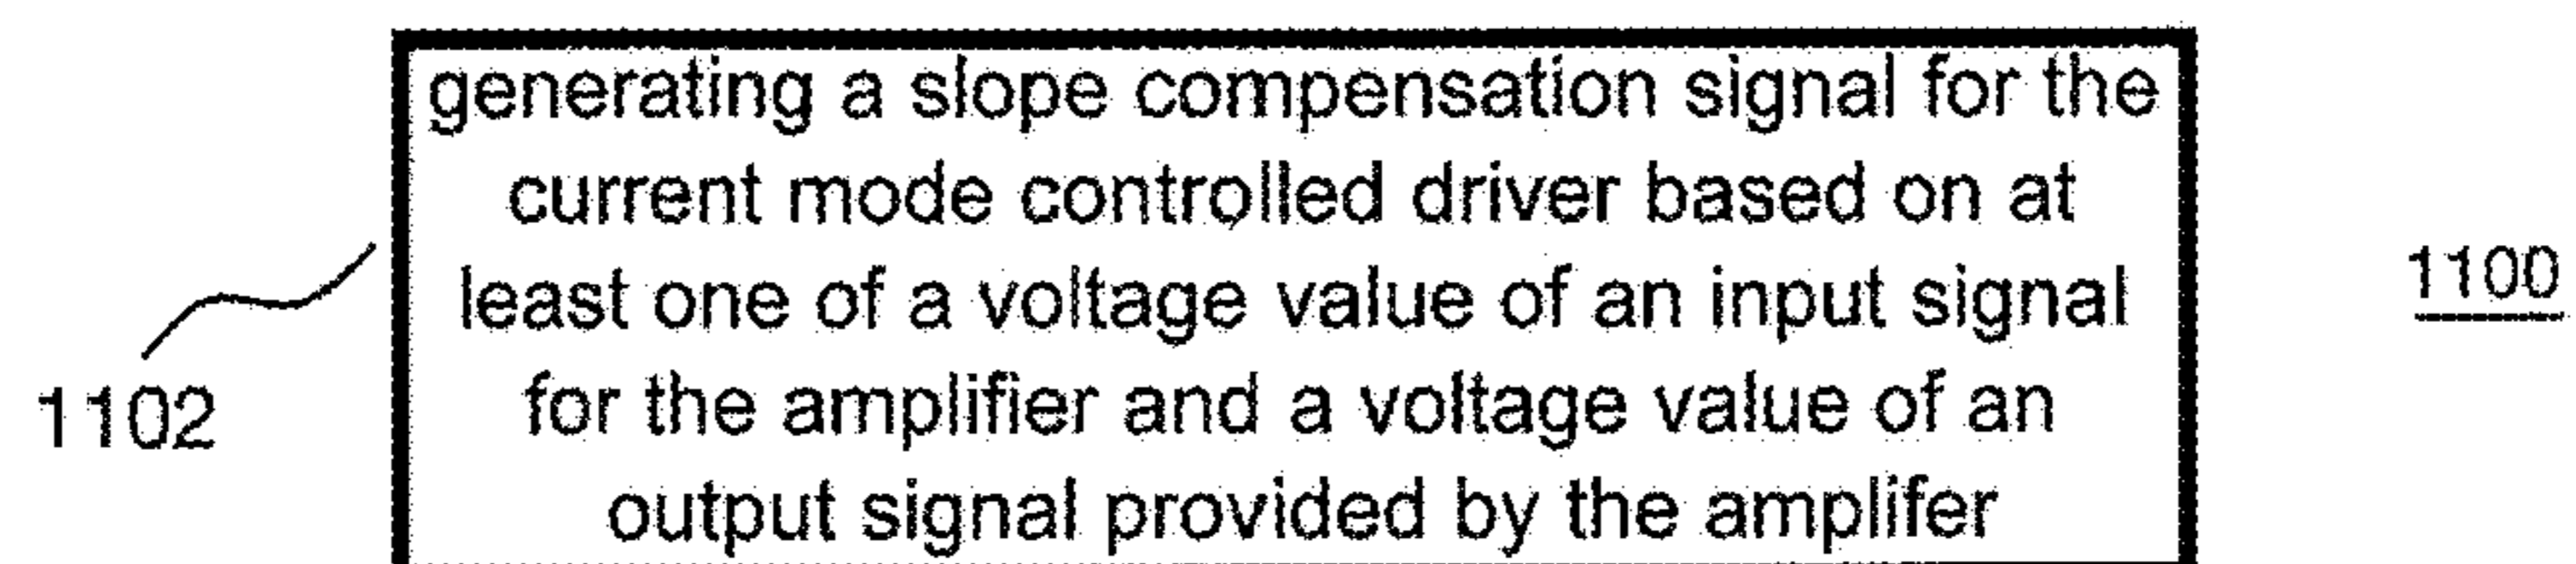 generating a slope compensation signal for the
current mode controlled driver based on at
least one of a voltage value of an input signal
for the amplifier and a voltage value of an
output signal provided by the amplifer
1102
1100